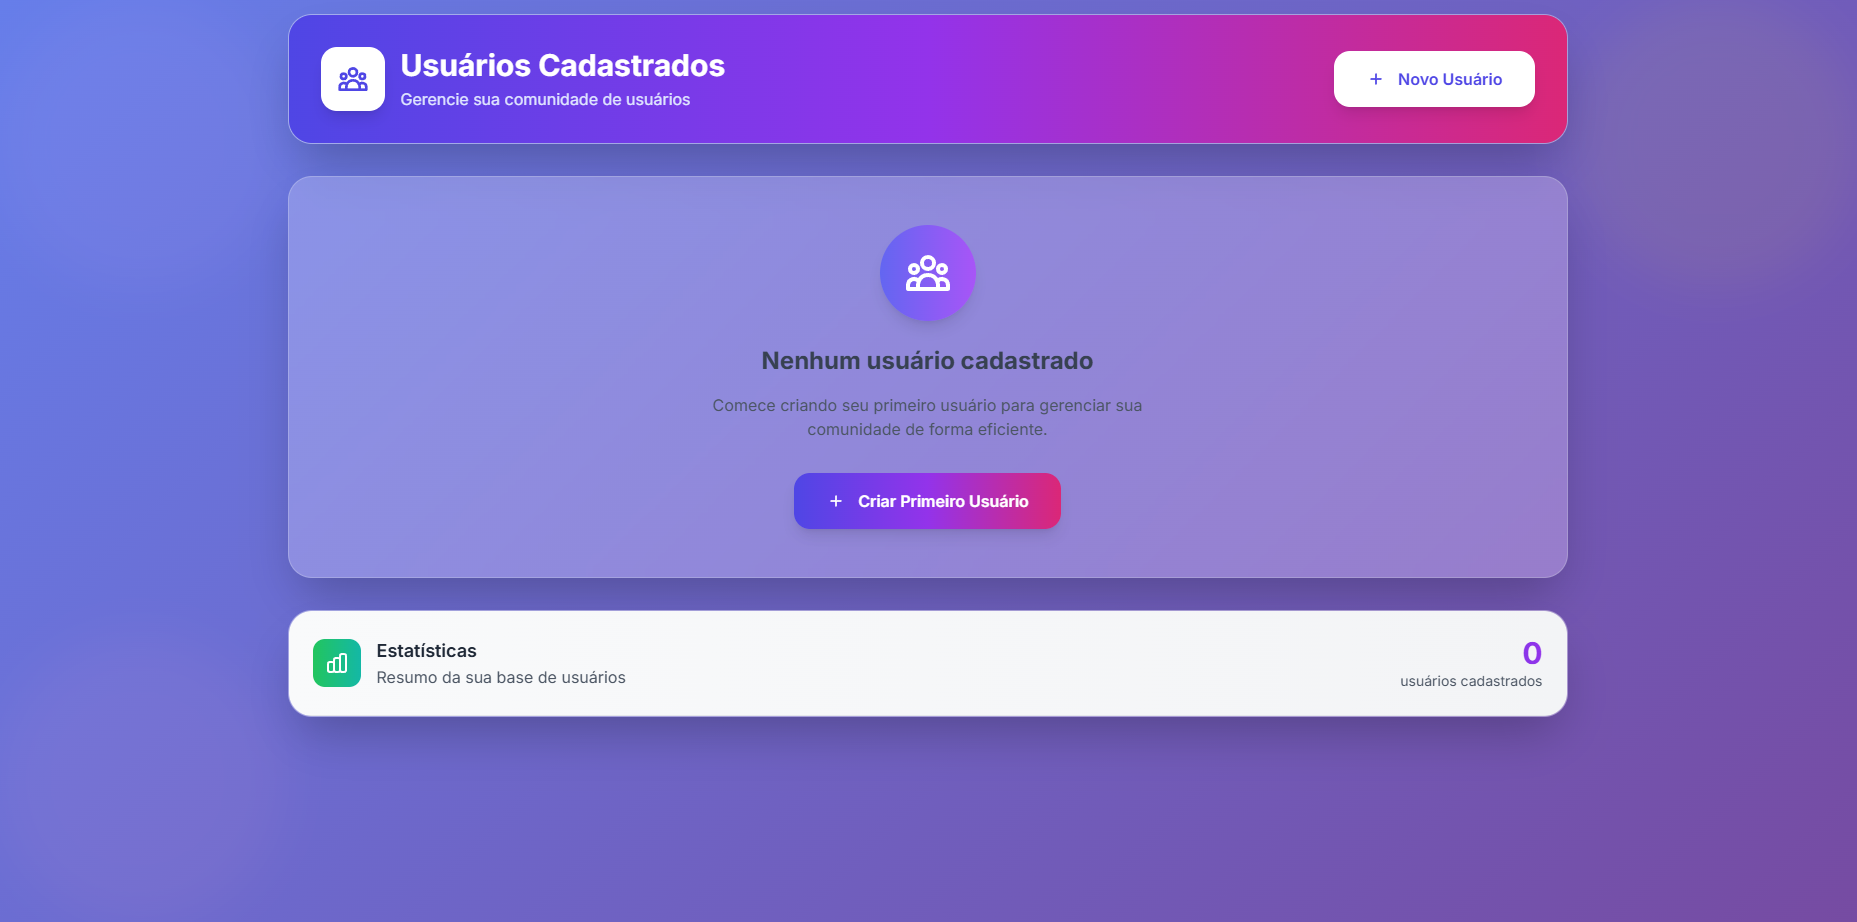 Usuários Cadastrados
Gerencie sua comunidade de usuários
Novo Usuário
Nenhum usuário cadastrado
Comece criando seu primeiro usuário para gerenciar sua
comunidade de forma eficiente.
Criar Primeiro Usuário
Estatísticas
Resumo da sua base de usuários
0
usuários cadastrados